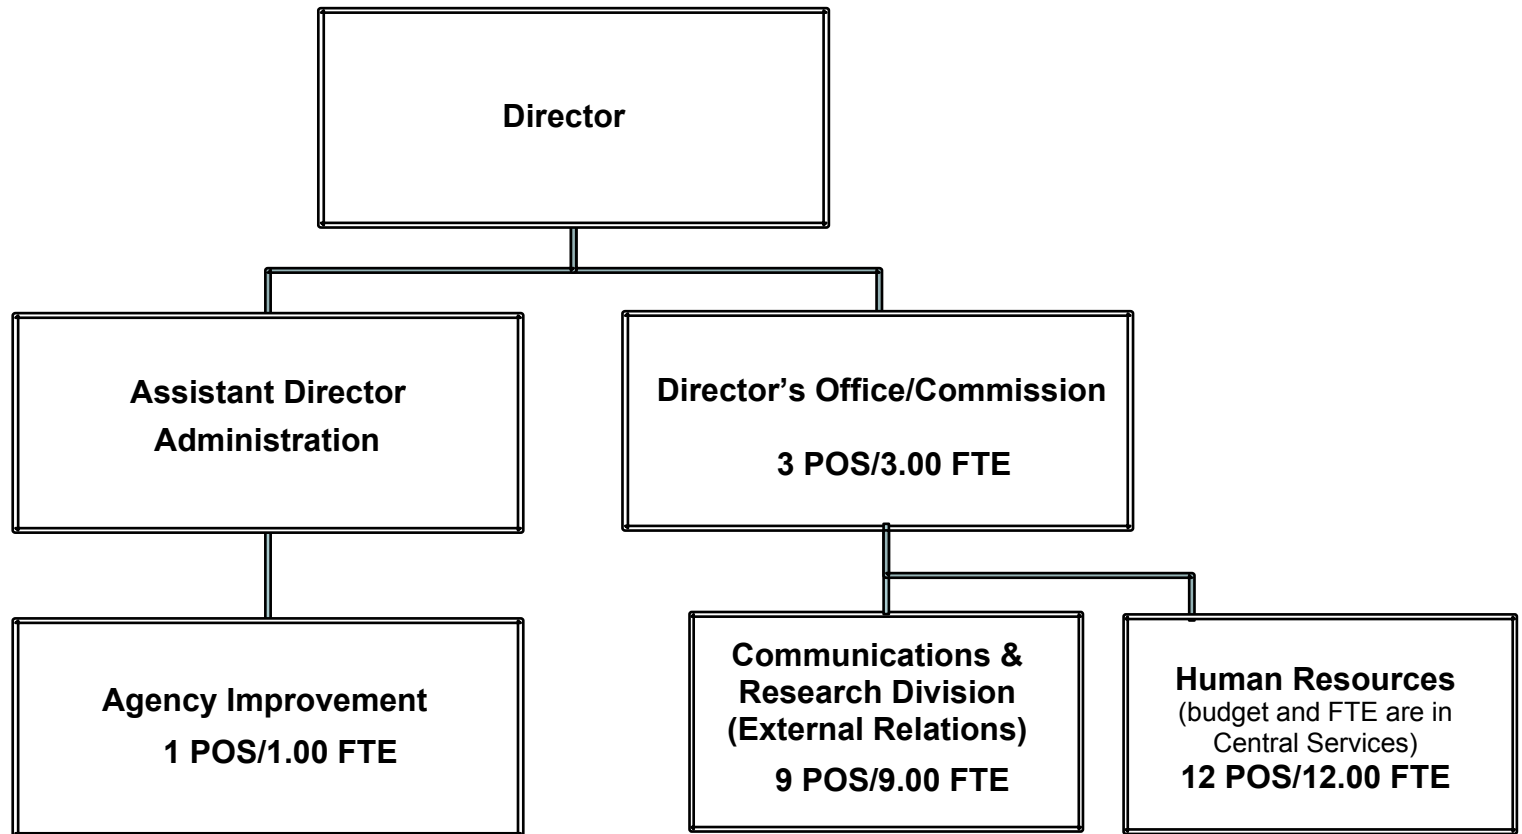 Director
Assistant Director
Administration
Director’s Office/Commission
3 POS/3.00 FTE
Agency Improvement
1 POS/1.00 FTE
Communications &
Research Division
(External Relations)
9 POS/9.00 FTE
Human Resources
(budget and FTE are in
Central Services)
12 POS/12.00 FTE